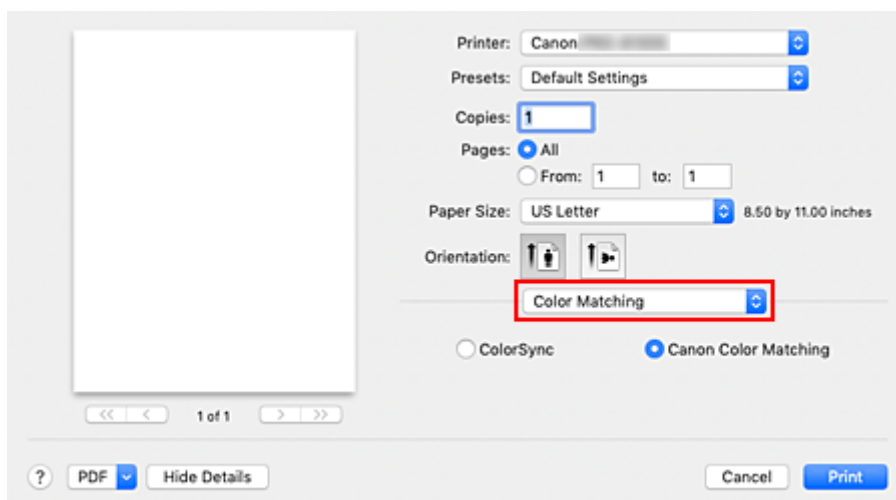 Printer: Canon
Presets: Default Settings
Copies: 1
Pages: All
From: 1 to: 1
Paper Size: US Letter 8.50 by 11.00 inches
Orientation:
Color Matching
ColorSync Canon Color Matching
<< < 1 of 1 > >>
? PDF Hide Details Cancel Print